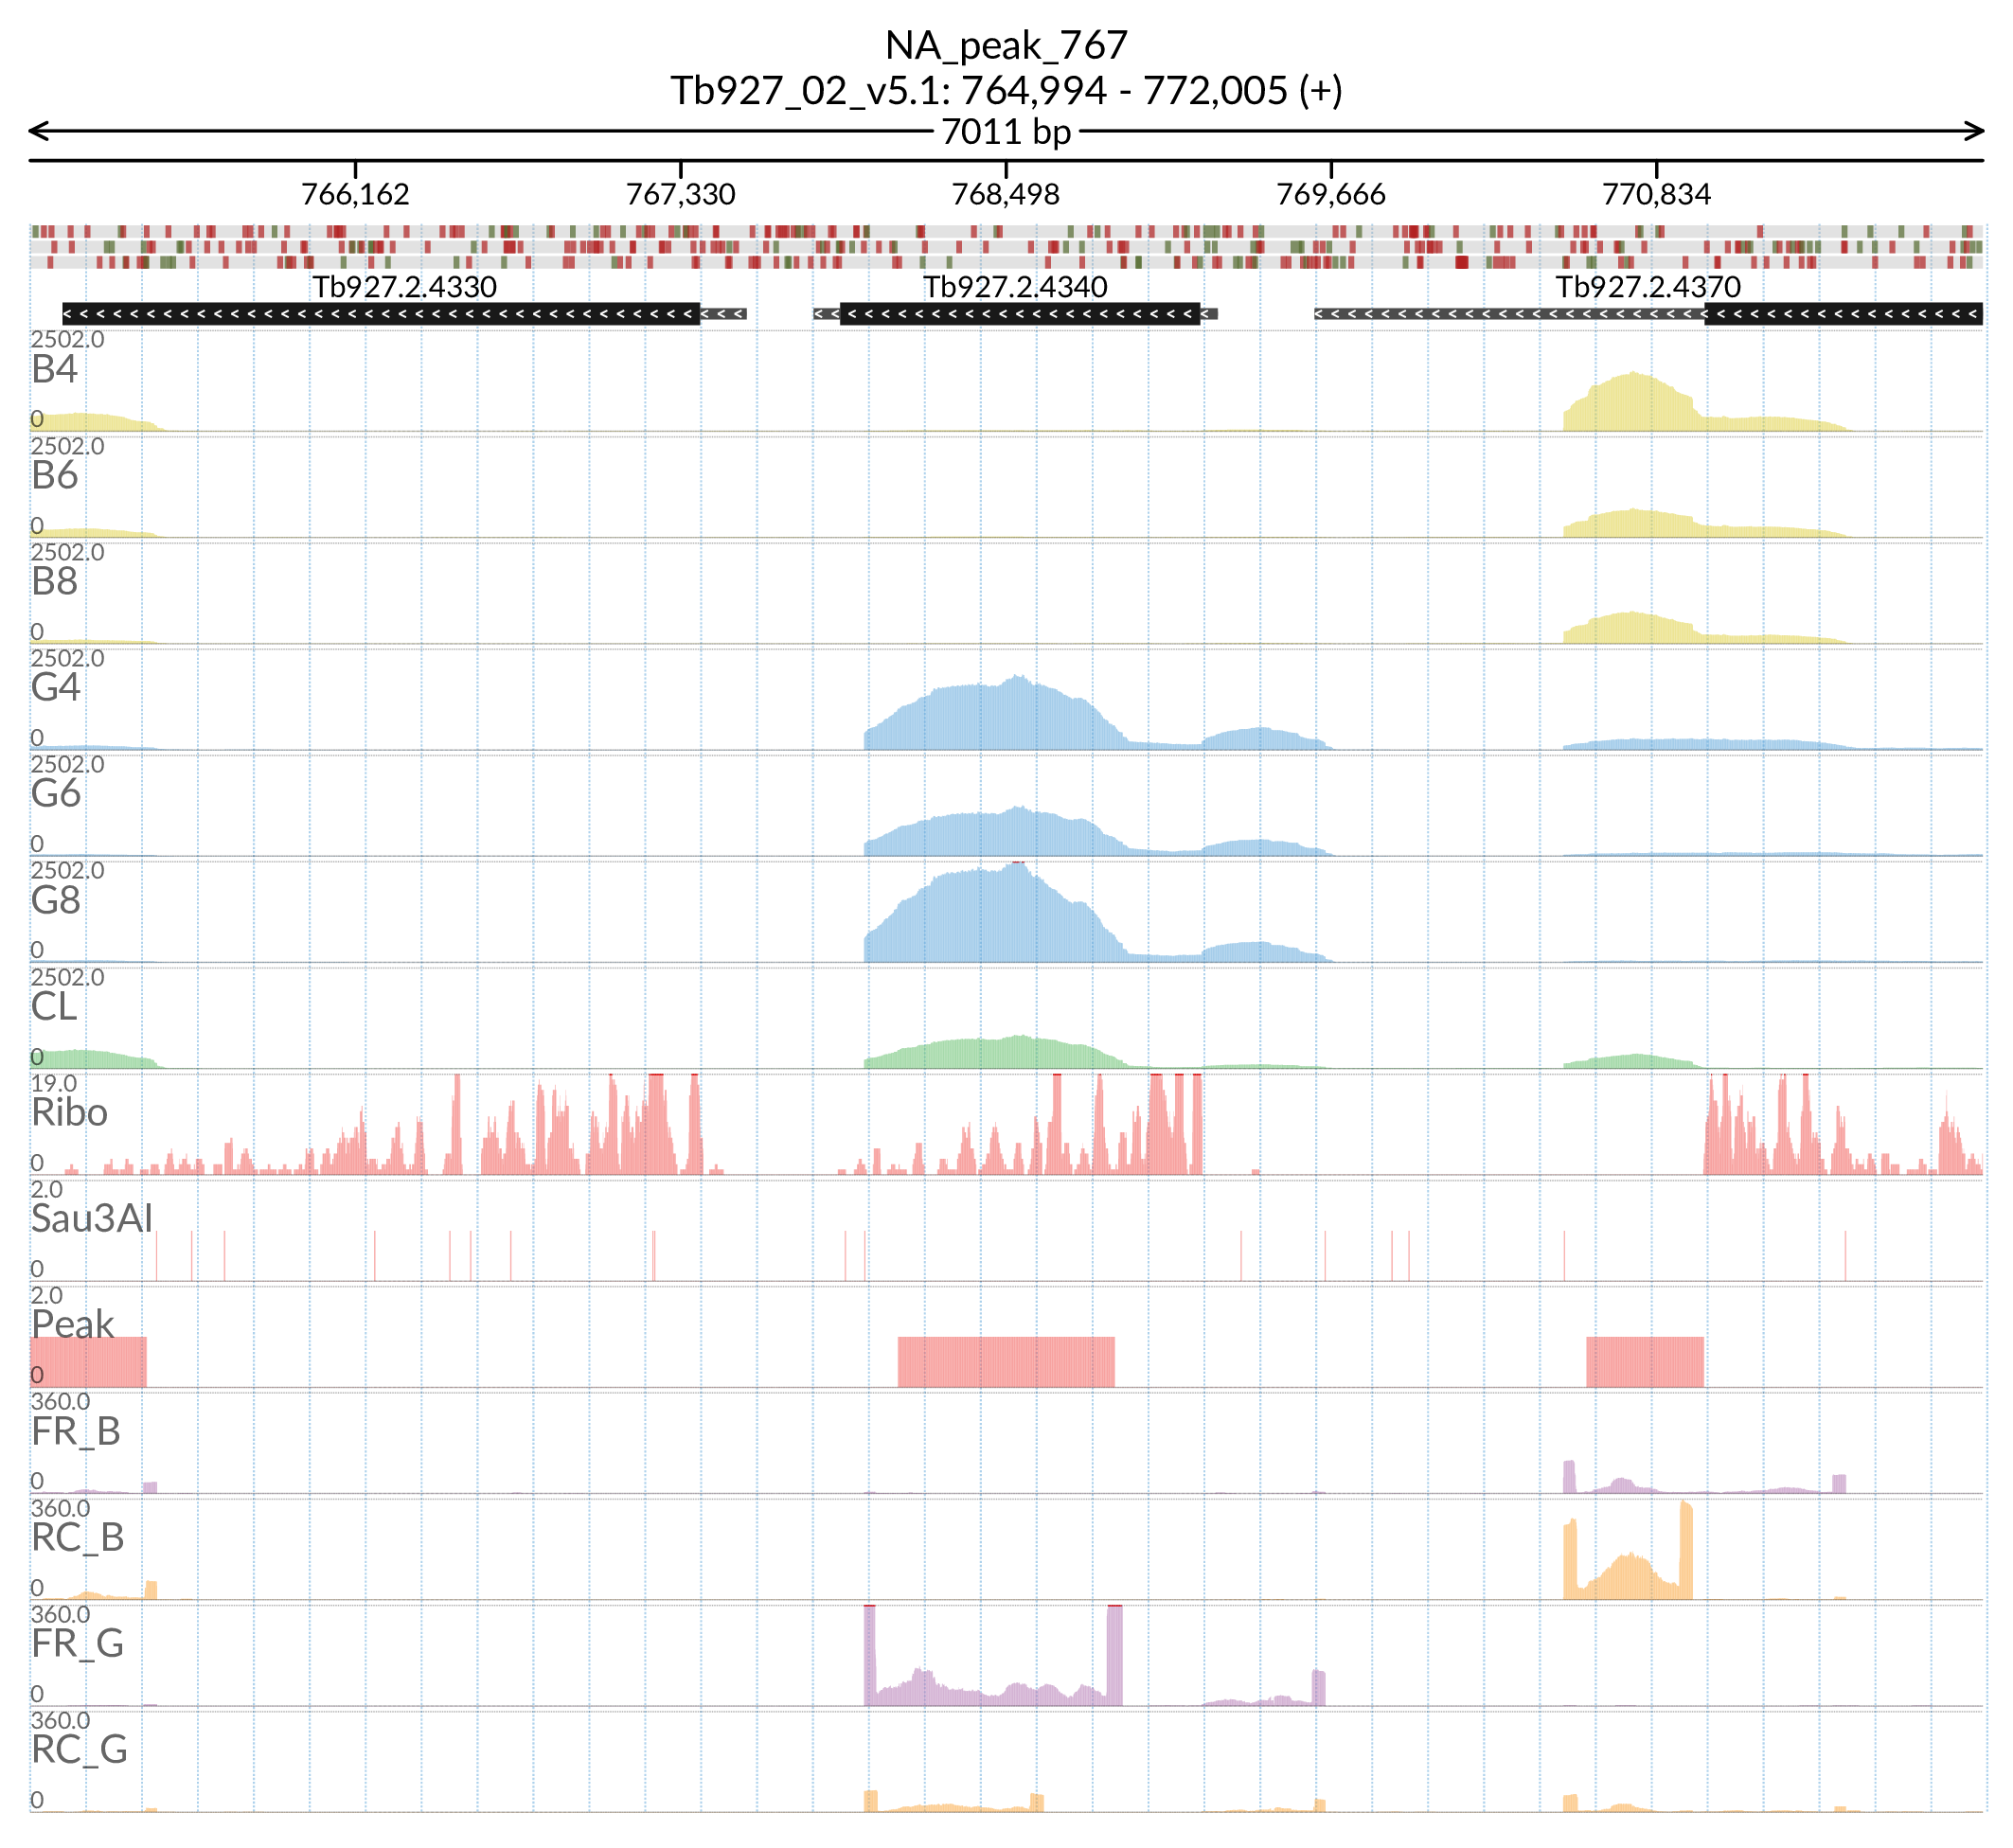 NA_peak_767
Tb927_02_v5.1: 764,994 - 772,005 (+)
7011 bp
766,162 767,330 768,498 769,666 770,834
Tb927.2.4330 Tb927.2.4340 Tb927.2.4370
2502.0
B4
0
2502.0
B6
0
2502.0
B8
0
2502.0
G4
0
2502.0
G6
0
2502.0
G8
0
2502.0
CL
0
19.0
Ribo
0
2.0
Sau3AI
0
2.0
Peak
0
360.0
FR_B
0
360.0
RC_B
0
360.0
FR_G
0
360.0
RC_G
0